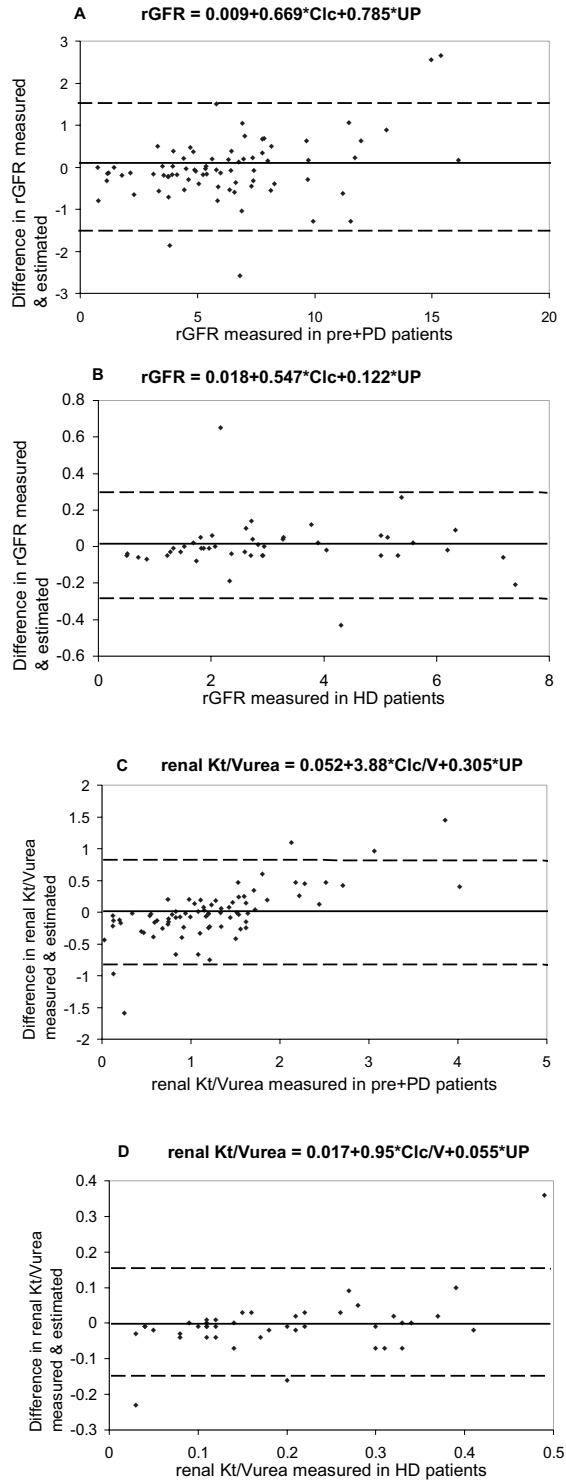 A rGFR = 0.009+0.669*Clc+0.785*UP
3
2
1
0
-1
-2
-3
Difference in rGFR measured
& estimated
0 5 10 15 20
rGFR measured in pre+PD patients
B rGFR = 0.018+0.547*Clc+0.122*UP
0.8
0.6
0.4
0.2
0
-0.2
-0.4
-0.6
Difference in rGFR measured
& estimated
0 2 4 6 8
rGFR measured in HD patients
C renal Kt/Vurea = 0.052+3.88*Clc/V+0.305*UP
2
1.5
1
0.5
0
-0.5
-1
-1.5
-2
Difference in renal Kt/Vurea
measured & estimated
0 1 2 3 4 5
renal Kt/Vurea measured in pre+PD patients
D renal Kt/Vurea = 0.017+0.95*Clc/V+0.055*UP
0.4
0.3
0.2
0.1
0
-0.1
-0.2
-0.3
Difference in renal Kt/Vurea
measured & estimated
0 0.1 0.2 0.3 0.4 0.5
renal Kt/Vurea measured in HD patients